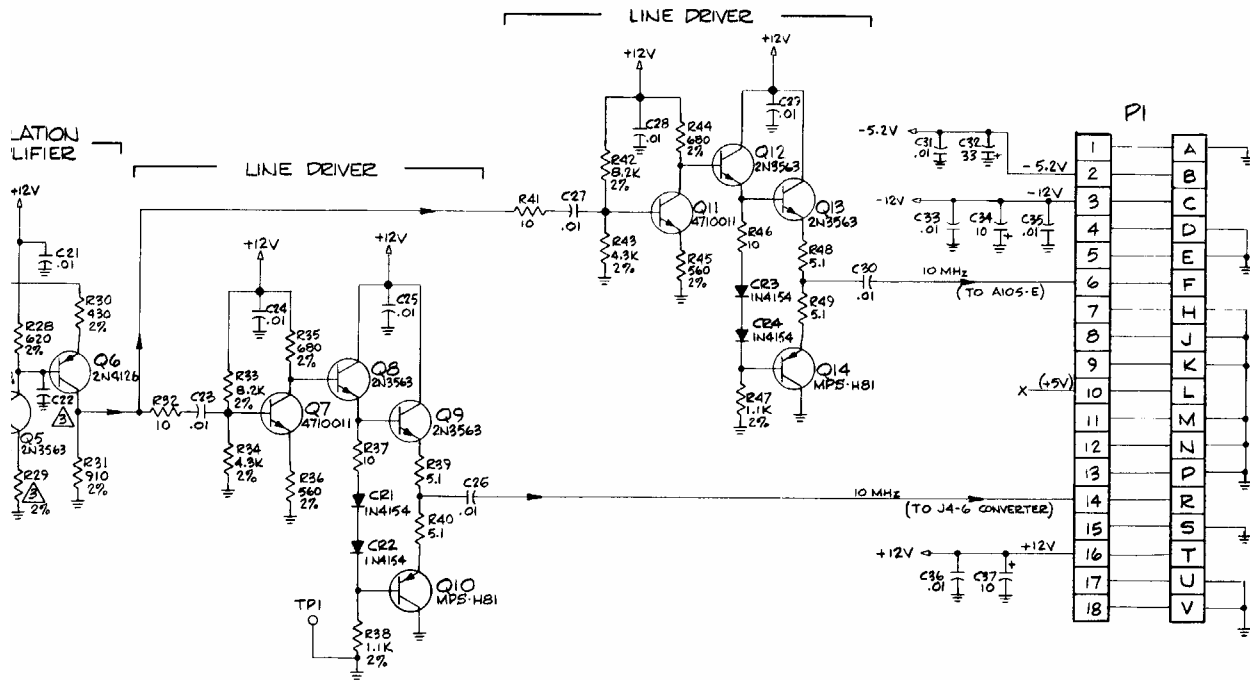 LINE DRIVER
+12V
+12V
C27
.01
C28
.01
R44
680
2%
R42
8.2K
2%
Q12
2N3563
R41
10
C27
.01
Q11
4710011
Q13
2N3563
R43
4.3K
2%
R45
560
2%
R46
10
R48
5.1
CR3
1N4154
C30
.01
R49
5.1
CR4
1N4154
Q14
MPS-H81
R47
1.1K
2%
10 MHZ
(TO A105-E)
LATION
LIFIER
LINE DRIVER
+12V
C21
.01
R30
430
2%
R28
620
2%
Q6
2N4126
C22
3
Q5
2N3563
R29
3
2%
R31
910
2%
R32
10
C23
.01
+12V
+12V
C24
.01
C25
.01
R35
680
2%
R33
8.2K
2%
Q8
2N3563
Q7
4710011
Q9
2N3563
R34
4.3K
2%
R36
560
2%
R37
10
R39
5.1
C26
.01
CR1
1N4154
R40
5.1
CR2
1N4154
Q10
MPS-H81
TP1
R38
1.1K
2%
10 MHZ
(TO J4-6 CONVERTER)
P1
-5.2V
C31
.01
C32
33
+
-5.2V
-12V
-12V
C33
.01
C34
10
+
C35
.01
X (+5V)
+12V
+12V
C36
.01
C37
10
+
1 A
2 B
3 C
4 D
5 E
6 F
7 H
8 J
9 K
10 L
11 M
12 N
13 P
14 R
15 S
16 T
17 U
18 V